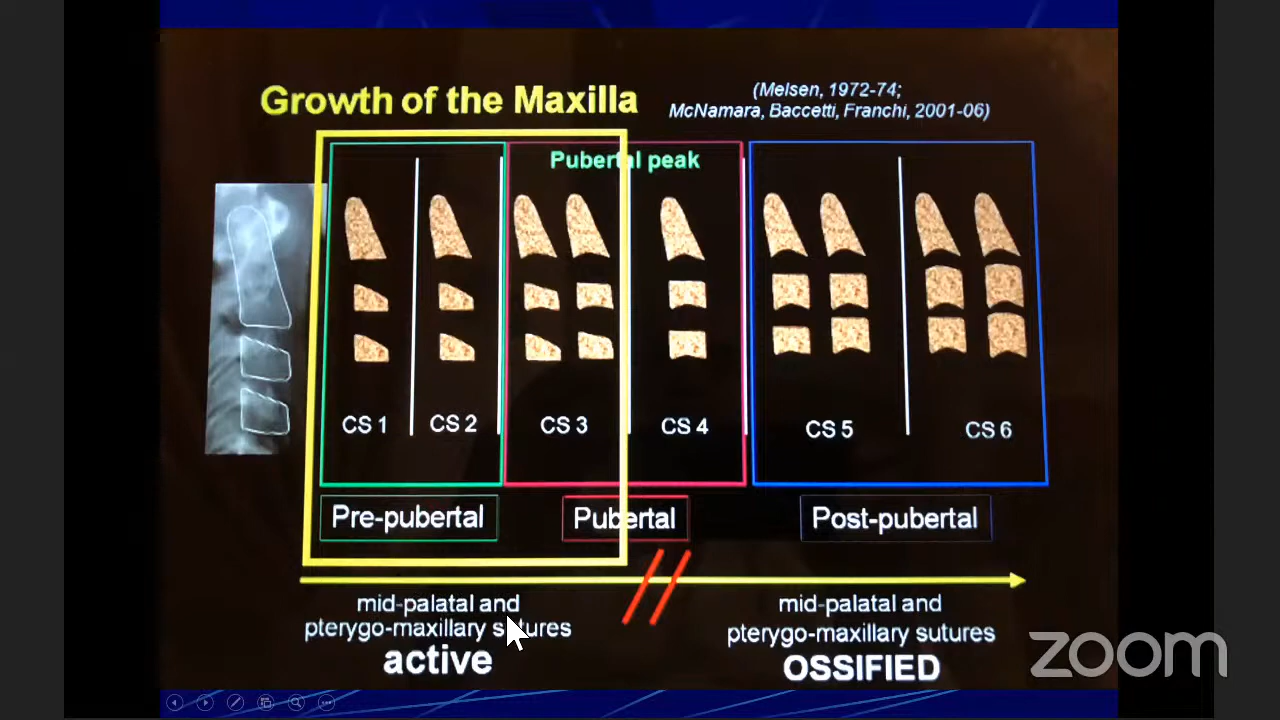 Growth of the Maxilla
(Melsen, 1972-74;
McNamara, Baccetti, Franchi, 2001-06)
Pubertal peak
CS 1
CS 2
CS 3
CS 4
CS 5
CS 6
Pre-pubertal
Pubertal
Post-pubertal
mid-palatal and
pterygo-maxillary sutures
active
mid-palatal and
pterygo-maxillary sutures
OSSIFIED
zoom